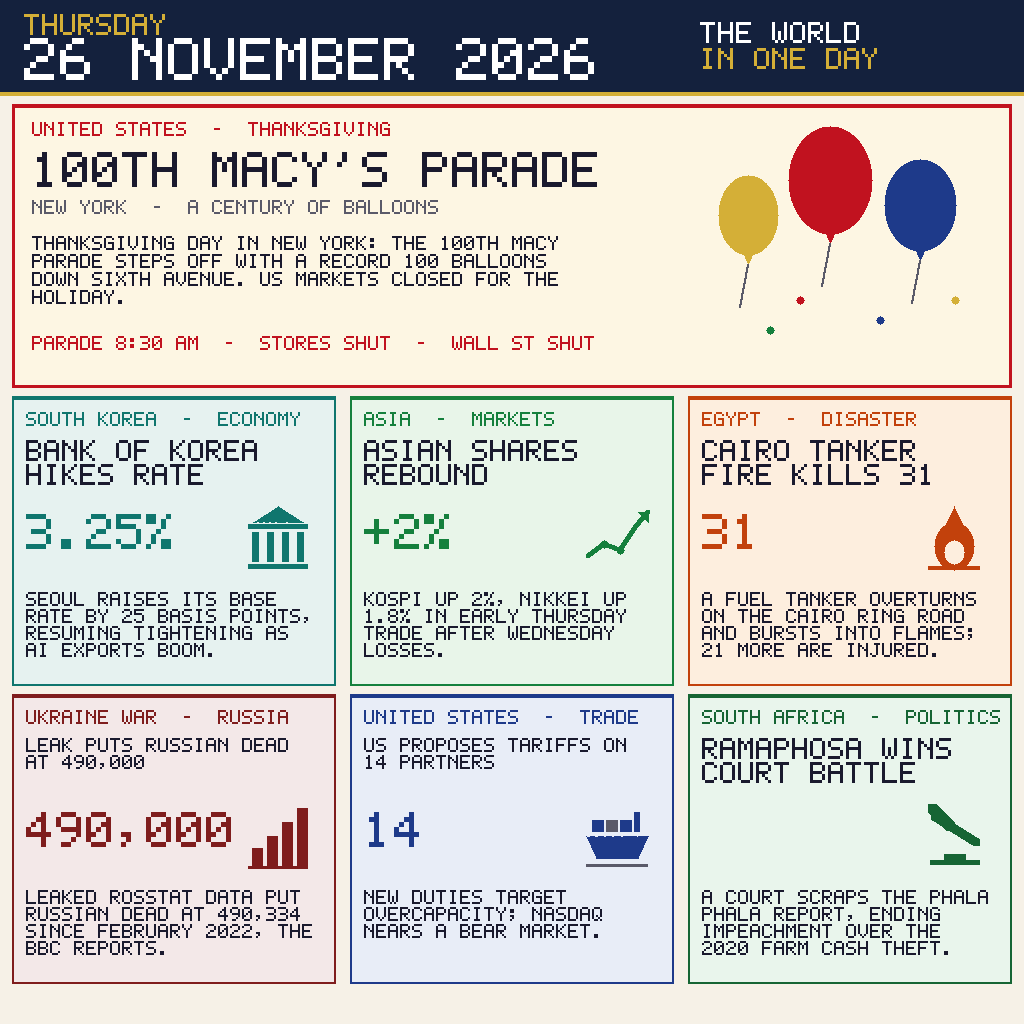 THURSDAY
26 NOVEMBER 2026
THE WORLD
IN ONE DAY
UNITED STATES - THANKSGIVING
100TH MACY'S PARADE
NEW YORK - A CENTURY OF BALLOONS
THANKSGIVING DAY IN NEW YORK: THE 100TH MACY
PARADE STEPS OFF WITH A RECORD 100 BALLOONS
DOWN SIXTH AVENUE. US MARKETS CLOSED FOR THE
HOLIDAY.
PARADE 8:30 AM - STORES SHUT - WALL ST SHUT
SOUTH KOREA - ECONOMY
BANK OF KOREA
HIKES RATE
3.25%
SEOUL RAISES ITS BASE
RATE BY 25 BASIS POINTS,
RESUMING TIGHTENING AS
AI EXPORTS BOOM.
ASIA - MARKETS
ASIAN SHARES
REBOUND
+2%
KOSPI UP 2%, NIKKEI UP
1.8% IN EARLY THURSDAY
TRADE AFTER WEDNESDAY
LOSSES.
EGYPT - DISASTER
CAIRO TANKER
FIRE KILLS 31
31
A FUEL TANKER OVERTURNS
ON THE CAIRO RING ROAD
AND BURSTS INTO FLAMES;
21 MORE ARE INJURED.
UKRAINE WAR - RUSSIA
LEAK PUTS RUSSIAN DEAD
AT 490,000
490,000
LEAKED ROSSTAT DATA PUT
RUSSIAN DEAD AT 490,334
SINCE FEBRUARY 2022, THE
BBC REPORTS.
UNITED STATES - TRADE
US PROPOSES TARIFFS ON
14 PARTNERS
14
NEW DUTIES TARGET
OVERCAPACITY; NASDAQ
NEARS A BEAR MARKET.
SOUTH AFRICA - POLITICS
RAMAPHOSA WINS
COURT BATTLE
A COURT SCRAPS THE PHALA
PHALA REPORT, ENDING
IMPEACHMENT OVER THE
2020 FARM CASH THEFT.